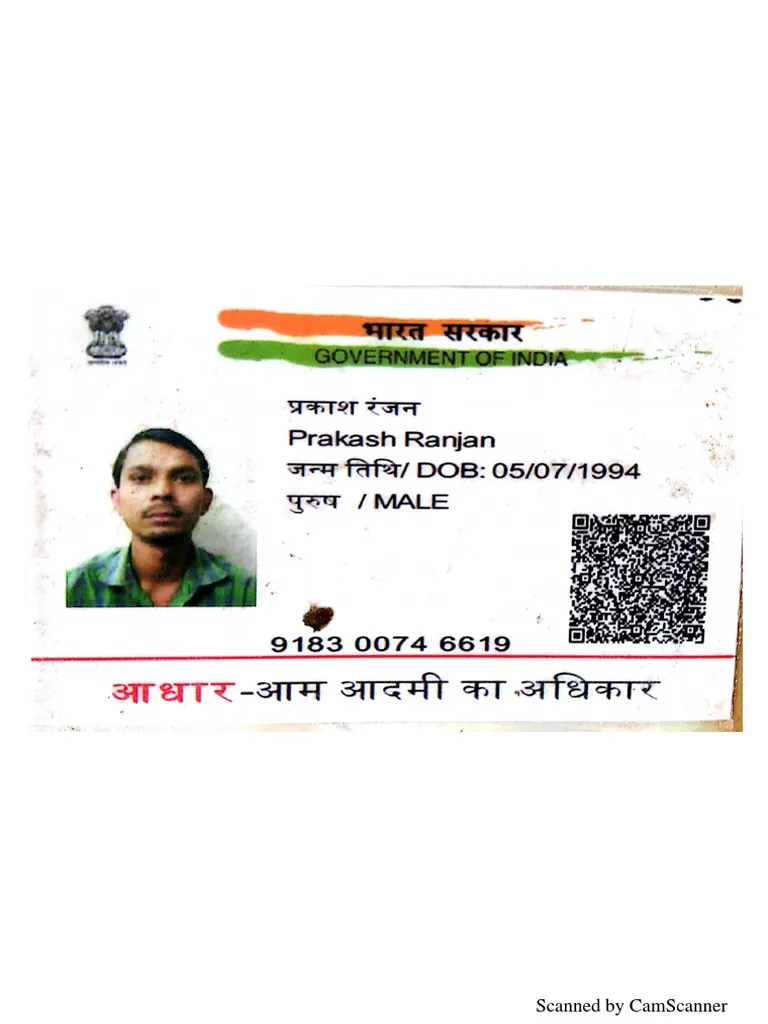 भारत सरकार
GOVERNMENT OF INDIA
प्रकाश रंजन
Prakash Ranjan
जन्म तिथि/ DOB: 05/07/1994
पुरुष / MALE
9183 0074 6619
आधार-आम आदमी का अधिकार
Scanned by CamScanner